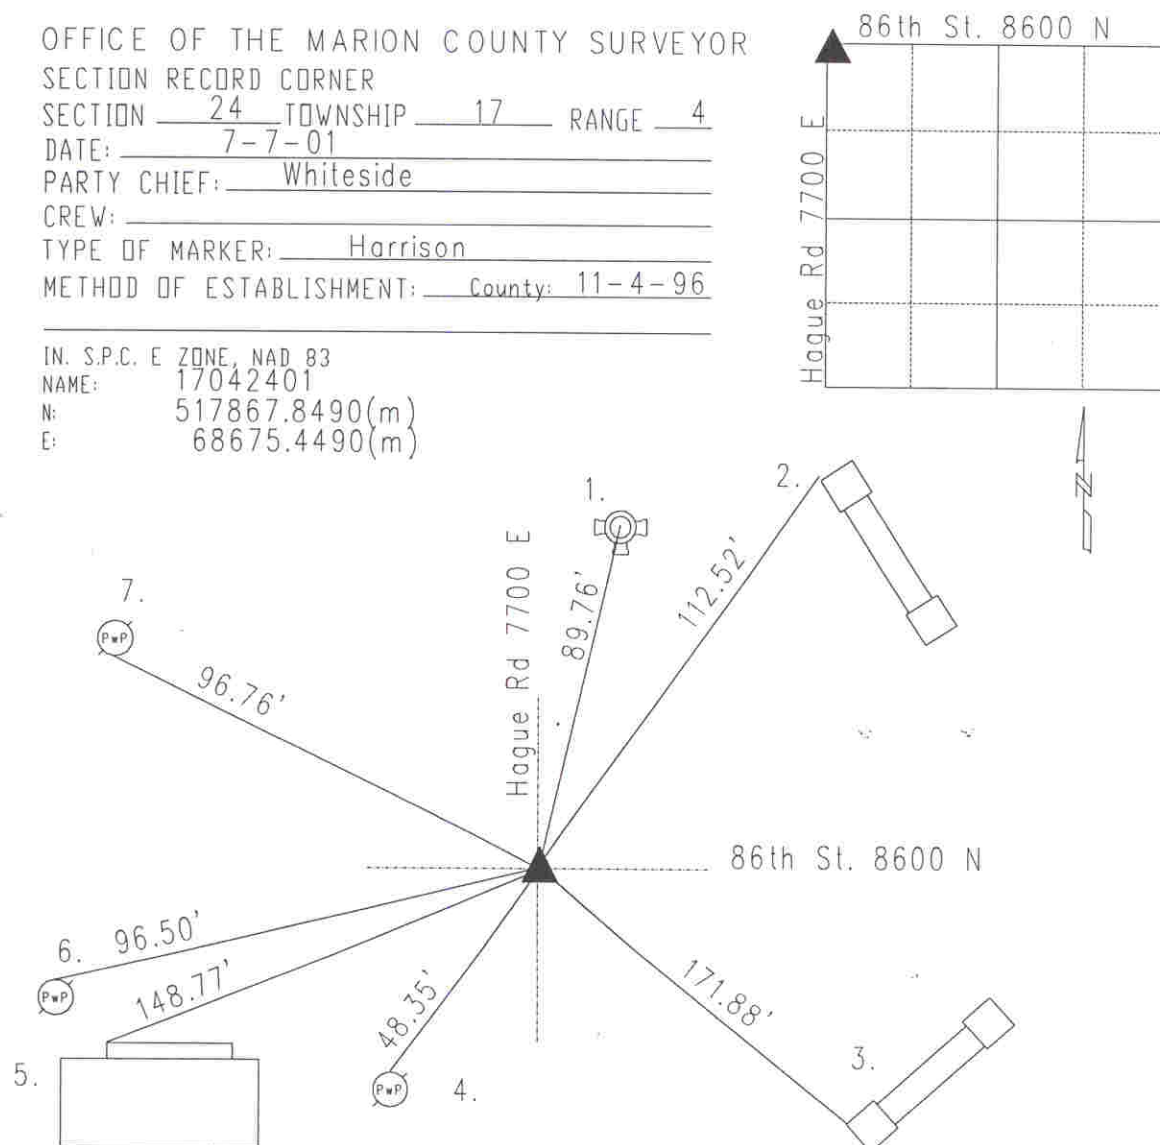 OFFICE OF THE MARION COUNTY SURVEYOR
SECTION RECORD CORNER
SECTION 24 TOWNSHIP 17 RANGE 4
DATE: 7-7-01
PARTY CHIEF: Whiteside
CREW:
TYPE OF MARKER: Harrison
METHOD OF ESTABLISHMENT: County: 11-4-96
IN. S.P.C. E ZONE, NAD 83
NAME: 17042401
N: 517867.8490(m)
E: 68675.4490(m)
86th St. 8600 N
Hague Rd 7700 E
N
1.
2.
89.76'
112.52'
Hague Rd 7700 E
7.
PwP
96.76'
86th St. 8600 N
6. 96.50'
PwP
148.77'
5.
48.35'
PwP
4.
171.88'
3.